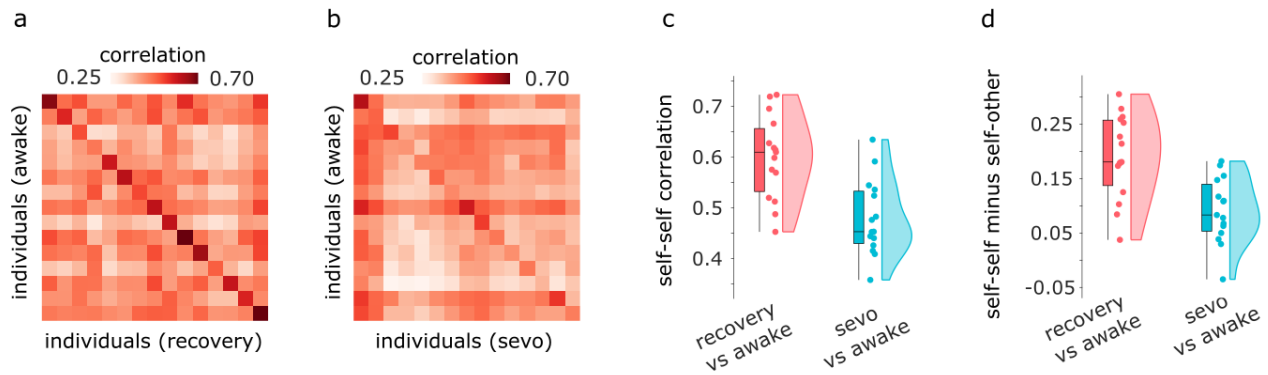 a
correlation
0.25 0.70
individuals (awake)
individuals (recovery)
b
correlation
0.25 0.70
individuals (awake)
individuals (sevo)
c
self-self correlation
0.7
0.6
0.5
0.4
recovery
vs awake
sevo
vs awake
d
self-self minus self-other
0.25
0.15
0.05
-0.05
recovery
vs awake
sevo
vs awake